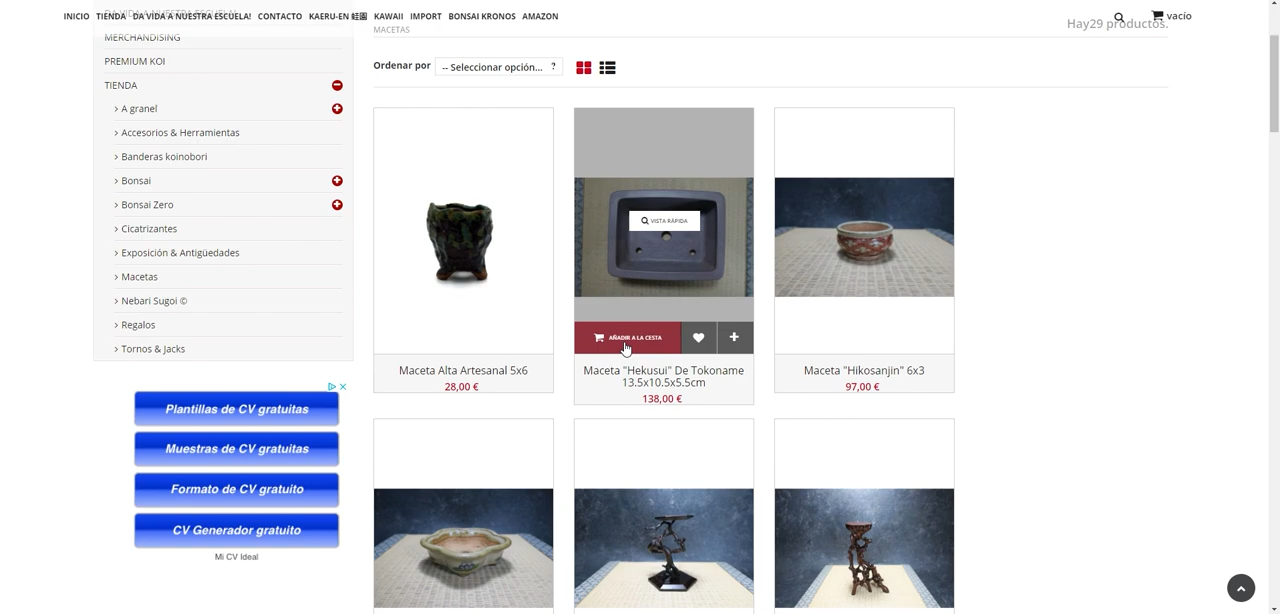 INICIO TIENDA DA VIDA A NUESTRA ESCUELA! CONTACTO KAERU-EN 蛙園 KAWAII IMPORT BONSAI KRONOS AMAZON
vacío
Hay29 productos.
MACETAS
MERCHANDISING
PREMIUM KOI
TIENDA
A granel
Accesorios & Herramientas
Banderas koinobori
Bonsai
Bonsai Zero
Cicatrizantes
Exposición & Antigüedades
Macetas
Nebari Sugoi ©
Regalos
Tornos & Jacks
Plantillas de CV gratuitas
Muestras de CV gratuitas
Formato de CV gratuito
CV Generador gratuito
Mi CV Ideal
Ordenar por
-- Seleccionar opción... ?
VISTA RÁPIDA
AÑADIR A LA CESTA
Maceta Alta Artesanal 5x6
28,00 €
Maceta "Hekusui" De Tokoname
13.5x10.5x5.5cm
138,00 €
Maceta "Hikosanjin" 6x3
97,00 €